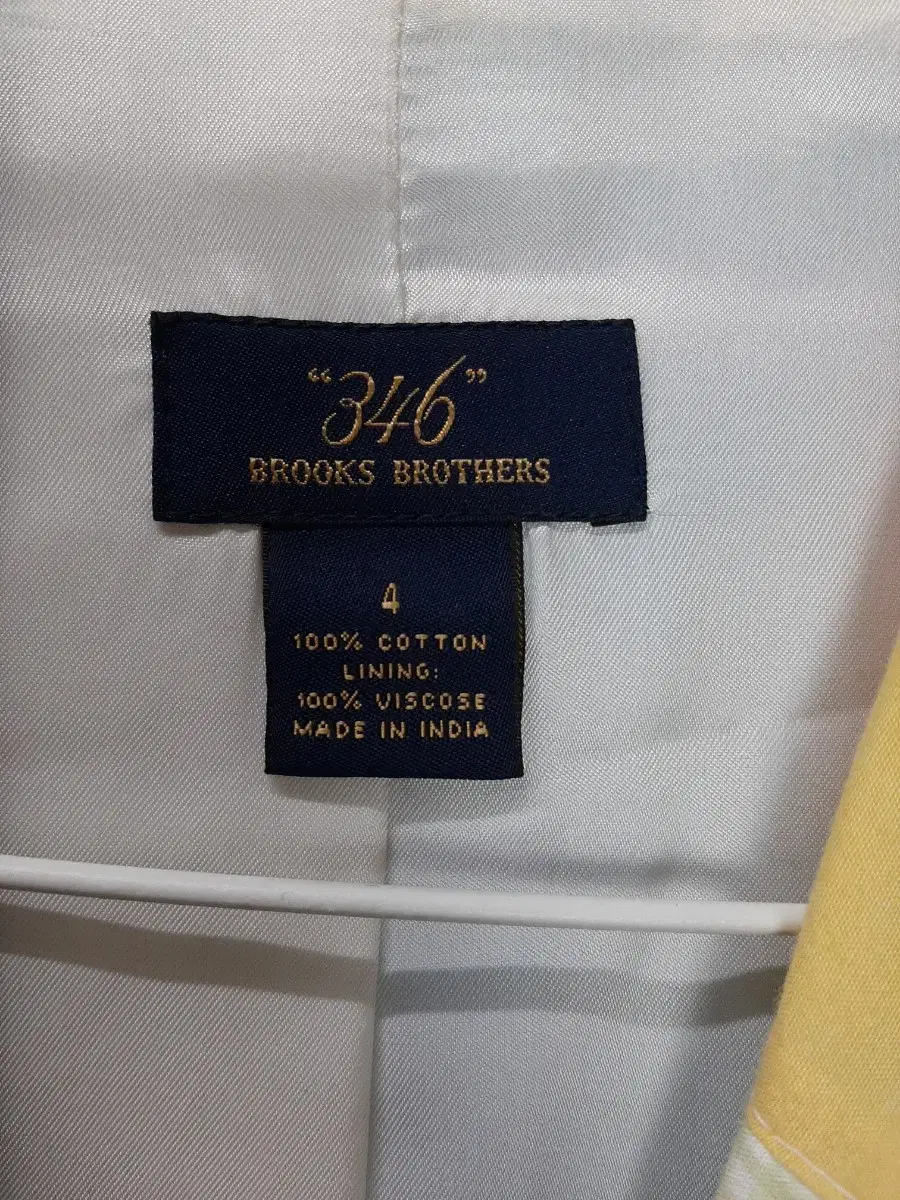 “346”
BROOKS BROTHERS
4
100% COTTON
LINING:
100% VISCOSE
MADE IN INDIA